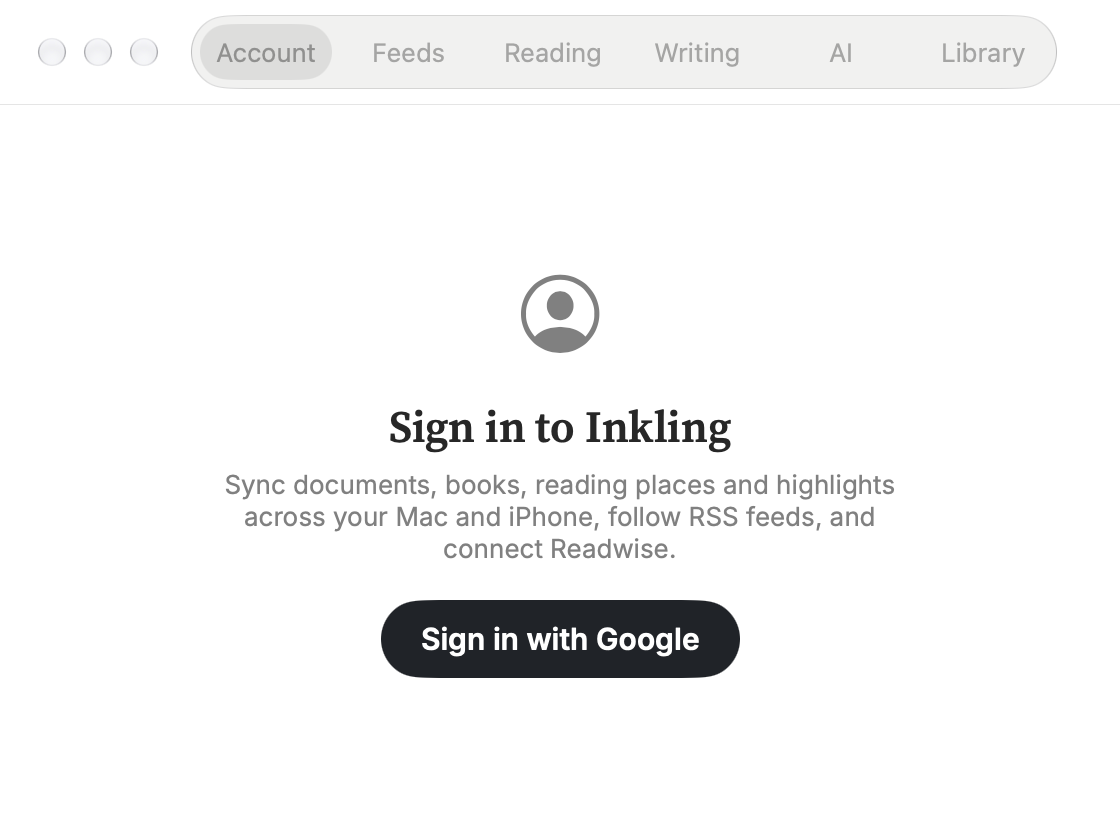 Account Feeds Reading Writing AI Library
Sign in to Inkling
Sync documents, books, reading places and highlights
across your Mac and iPhone, follow RSS feeds, and
connect Readwise.
Sign in with Google